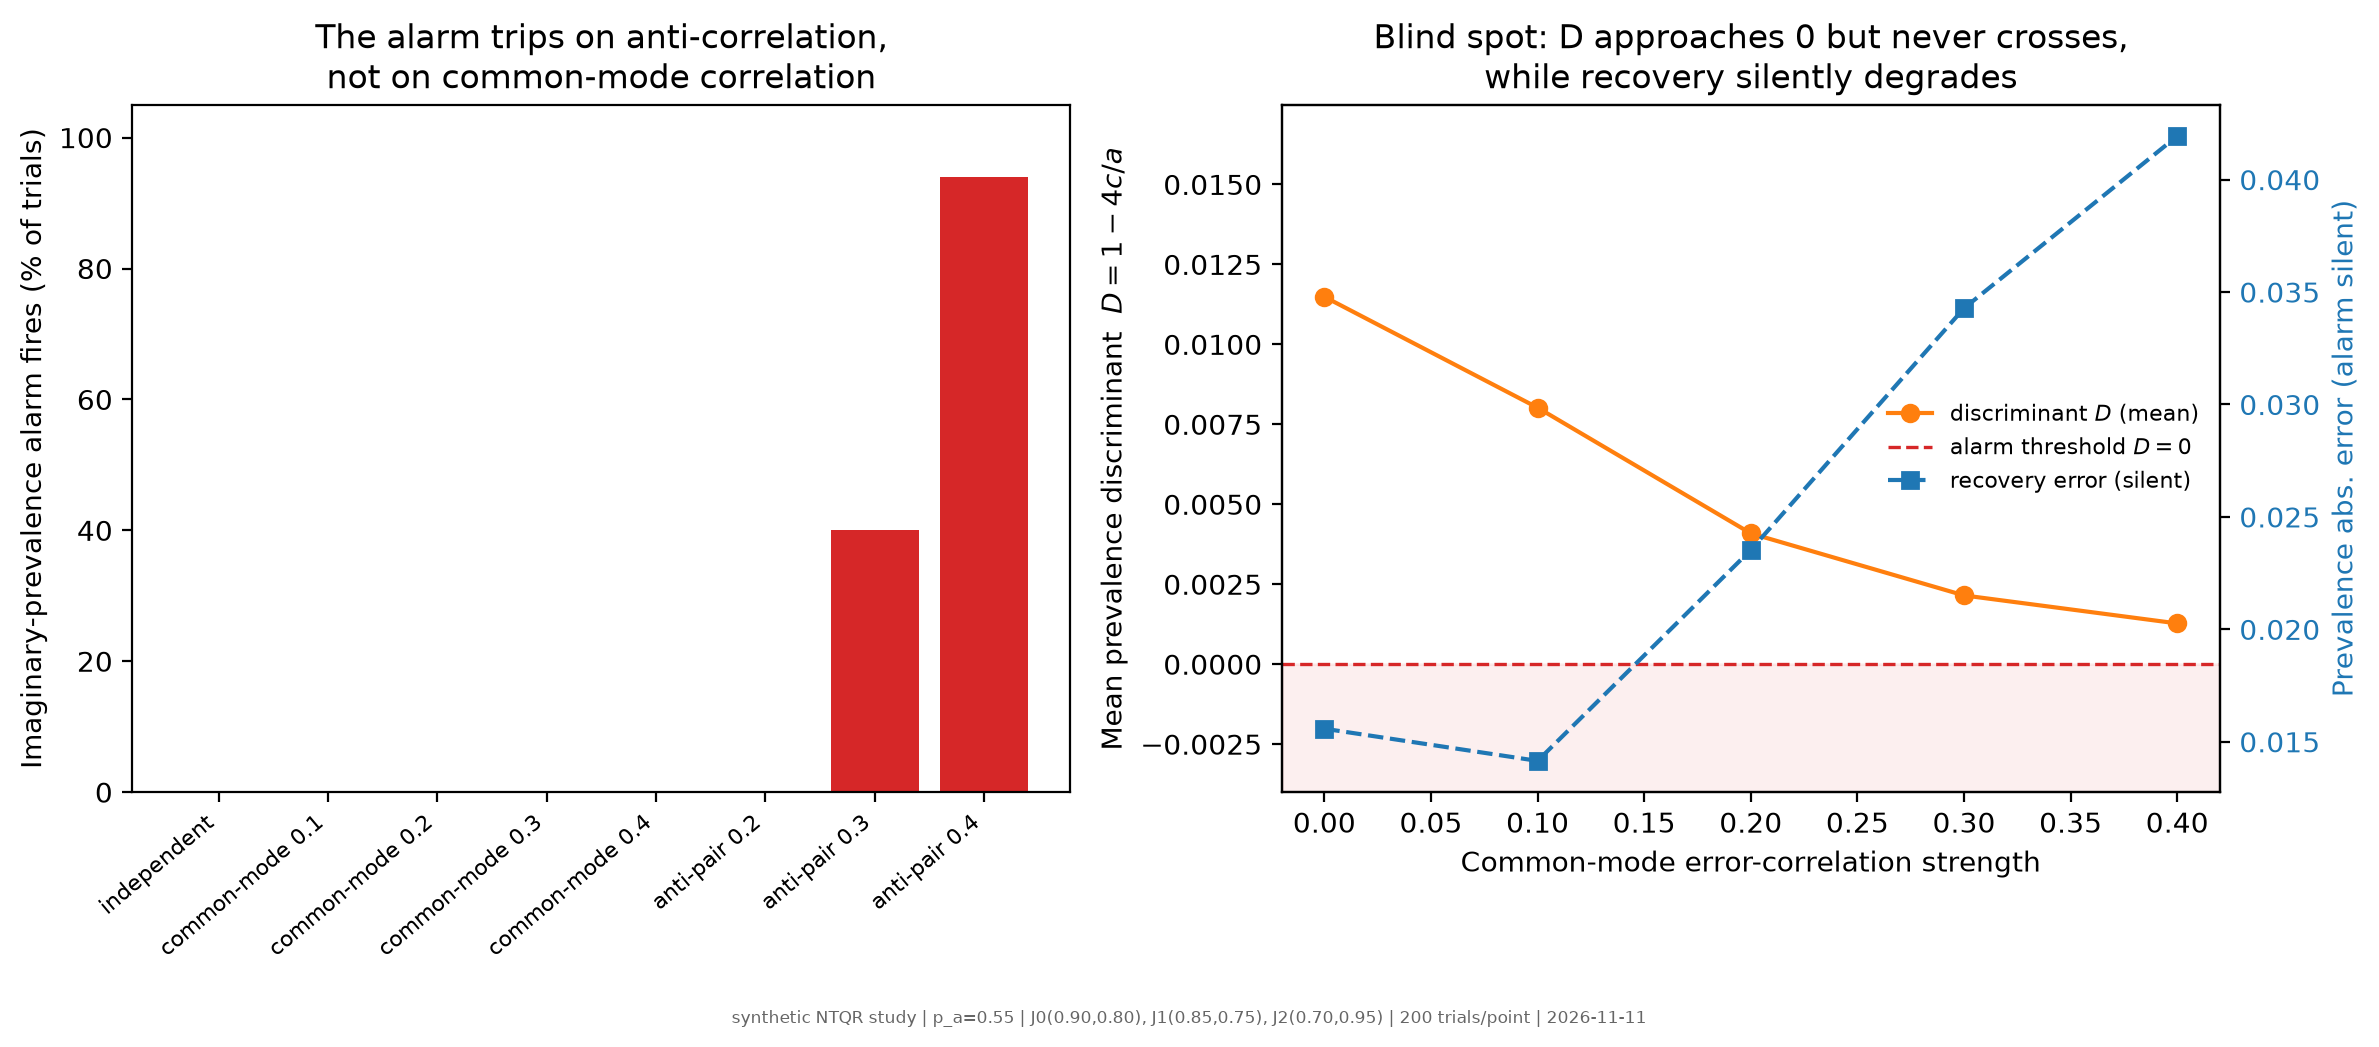 The alarm trips on anti-correlation,
not on common-mode correlation
Imaginary-prevalence alarm fires (% of trials)
100
80
60
40
20
0
independent
common-mode 0.1
common-mode 0.2
common-mode 0.3
common-mode 0.4
anti-pair 0.2
anti-pair 0.3
anti-pair 0.4
Blind spot: D approaches 0 but never crosses,
while recovery silently degrades
Mean prevalence discriminant D = 1 − 4c/a
0.0150
0.0125
0.0100
0.0075
0.0050
0.0025
0.0000
−0.0025
discriminant D (mean)
alarm threshold D = 0
recovery error (silent)
0.040
0.035
0.030
0.025
0.020
0.015
Prevalence abs. error (alarm silent)
0.00 0.05 0.10 0.15 0.20 0.25 0.30 0.35 0.40
Common-mode error-correlation strength
synthetic NTQR study | p_a=0.55 | J0(0.90,0.80), J1(0.85,0.75), J2(0.70,0.95) | 200 trials/point | 2026-11-11